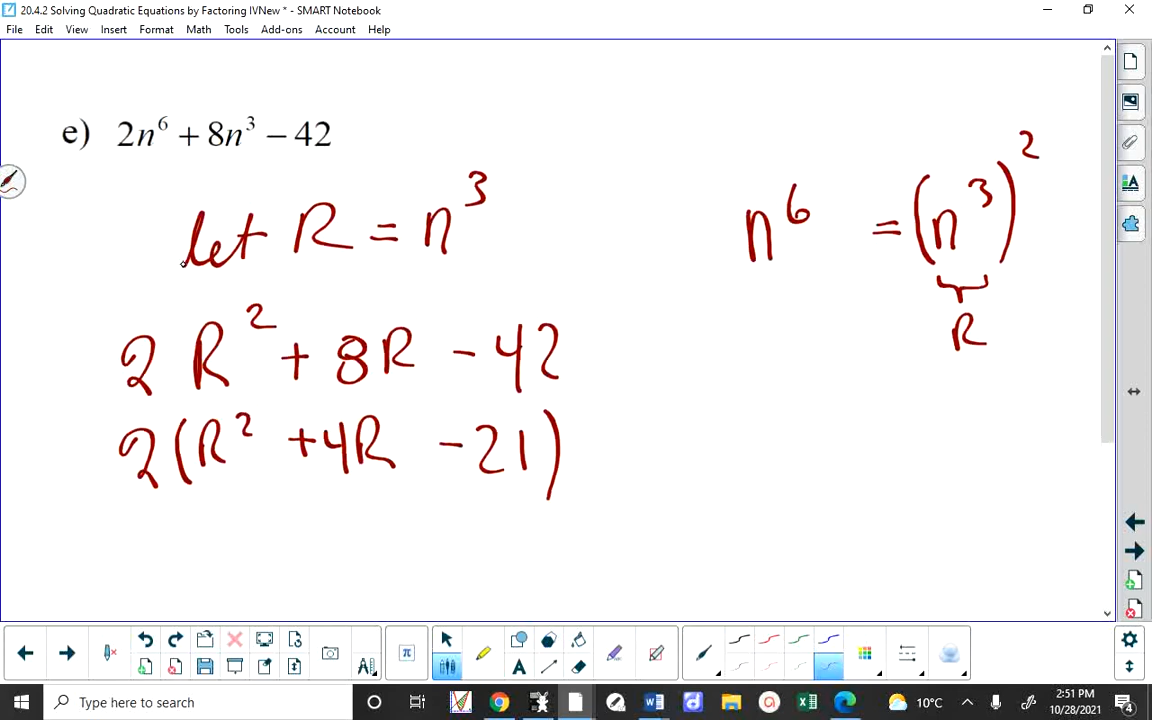 20.4.2 Solving Quadratic Equations by Factoring IVNew * - SMART Notebook
File Edit View Insert Format Math Tools Add-ons Account Help
e) 2n⁶ + 8n³ − 42
let R = n³
n⁶ = (n³)²
R
2R² + 8R − 42
2(R² + 4R − 21)
π
A
Type here to search
10°C
2:51 PM
10/28/2021
4